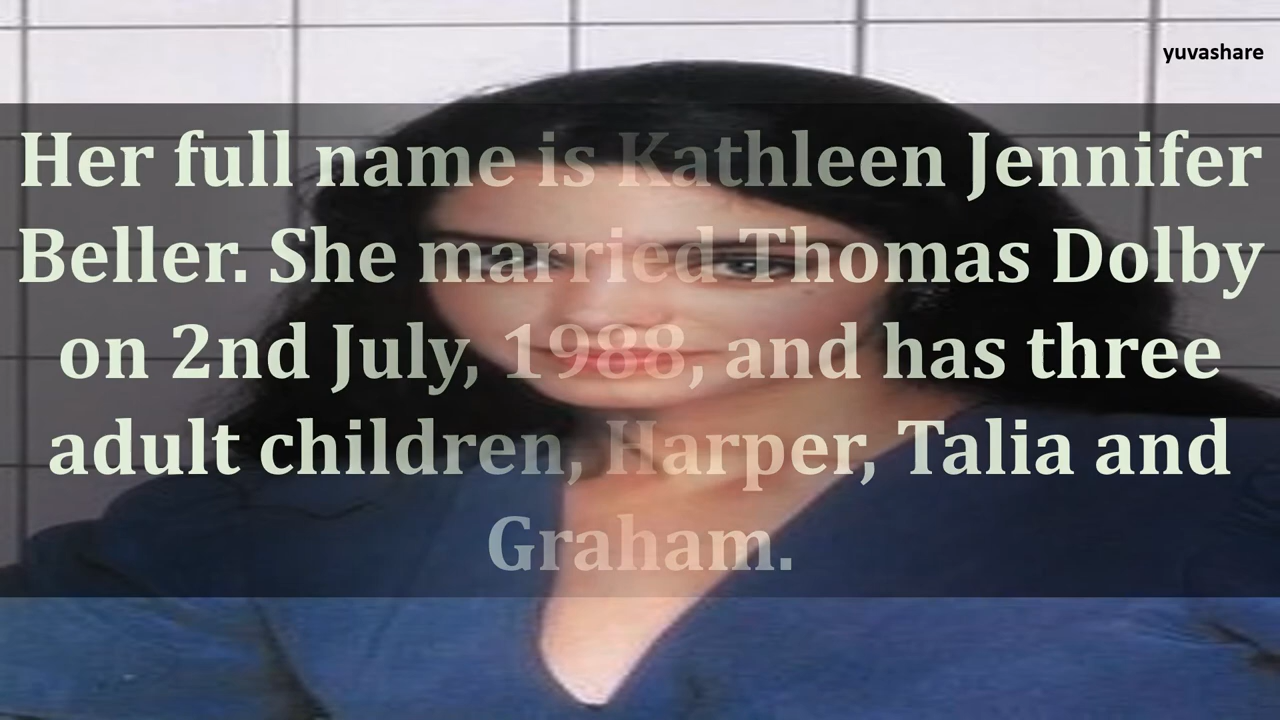 yuvashare
Her full name is Kathleen Jennifer
Beller. She married Thomas Dolby
on 2nd July, 1988, and has three
adult children, Harper, Talia and
Graham.